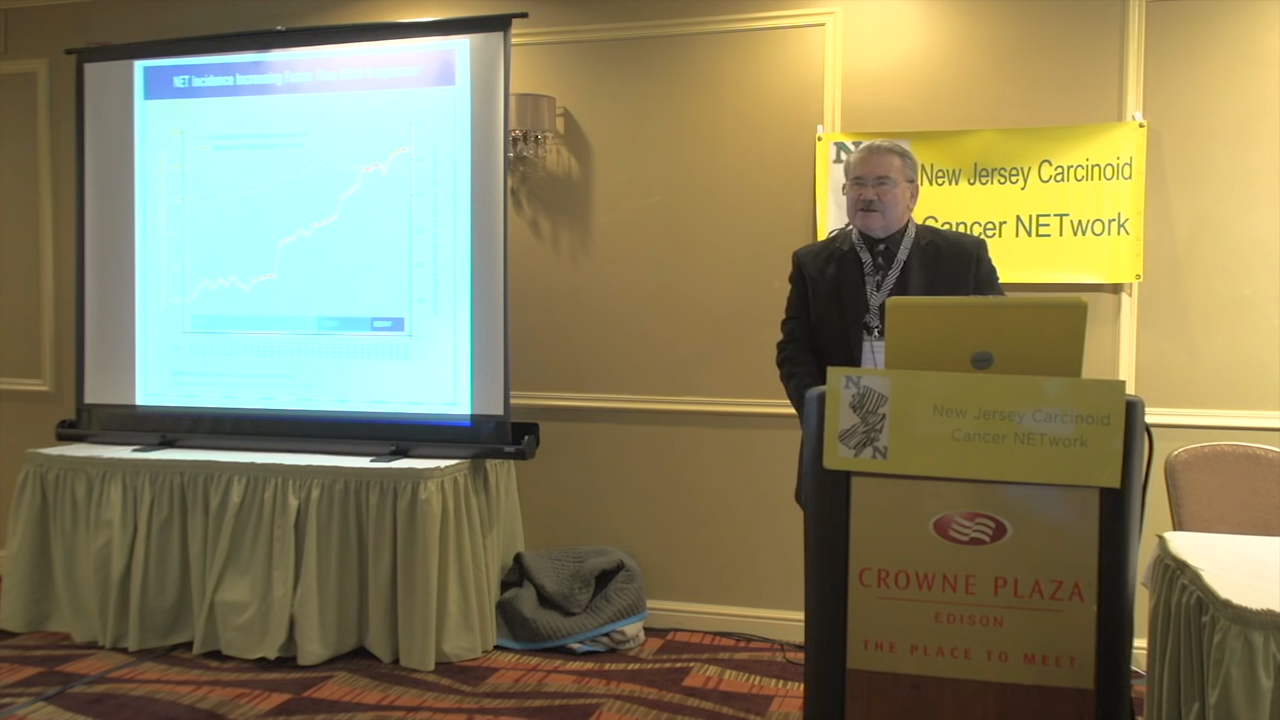 NET Incidence Increasing Faster Than Other
N
New Jersey Carcinoid
Cancer NETwork
N
New Jersey Carcinoid
Cancer NETwork
N
CROWNE PLAZA
EDISON
THE PLACE TO MEET.